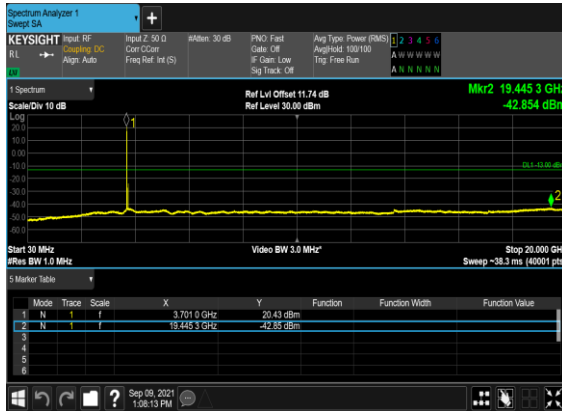 Spectrum Analyzer 1
Swept SA
+
KEYSIGHT Input: RF Input Z: 50 Ω #Atten: 30 dB PNO: Fast Avg Type: Power (RMS) 1 2 3 4 5 6
RL Coupling: DC Corr CCorr Gate: Off Avg|Hold: 100/100 A W W W W W
Align: Auto Freq Ref: Int (S) IF Gain: Low Trig: Free Run
Sig Track: Off A N N N N N
1 Spectrum Ref Lvl Offset 11.74 dB Mkr2 19.445 3 GHz
Scale/Div 10 dB Ref Level 30.00 dBm -42.854 dBm
Log
1
20.0
10.0
0.00
-10.0
DL1 -13.00 dBm
-20.0
-30.0
2
-40.0
-50.0
-60.0
Start 30 MHz Video BW 3.0 MHz* Stop 20.000 GH
#Res BW 1.0 MHz Sweep ~38.3 ms (40001 pts
5 Marker Table
Mode Trace Scale X Y Function Function Width Function Value
1 N 1 f 3.701 0 GHz 20.43 dBm
2 N 1 f 19.445 3 GHz -42.85 dBm
3
4
5
6
? Sep 09, 2021
1:08:13 PM